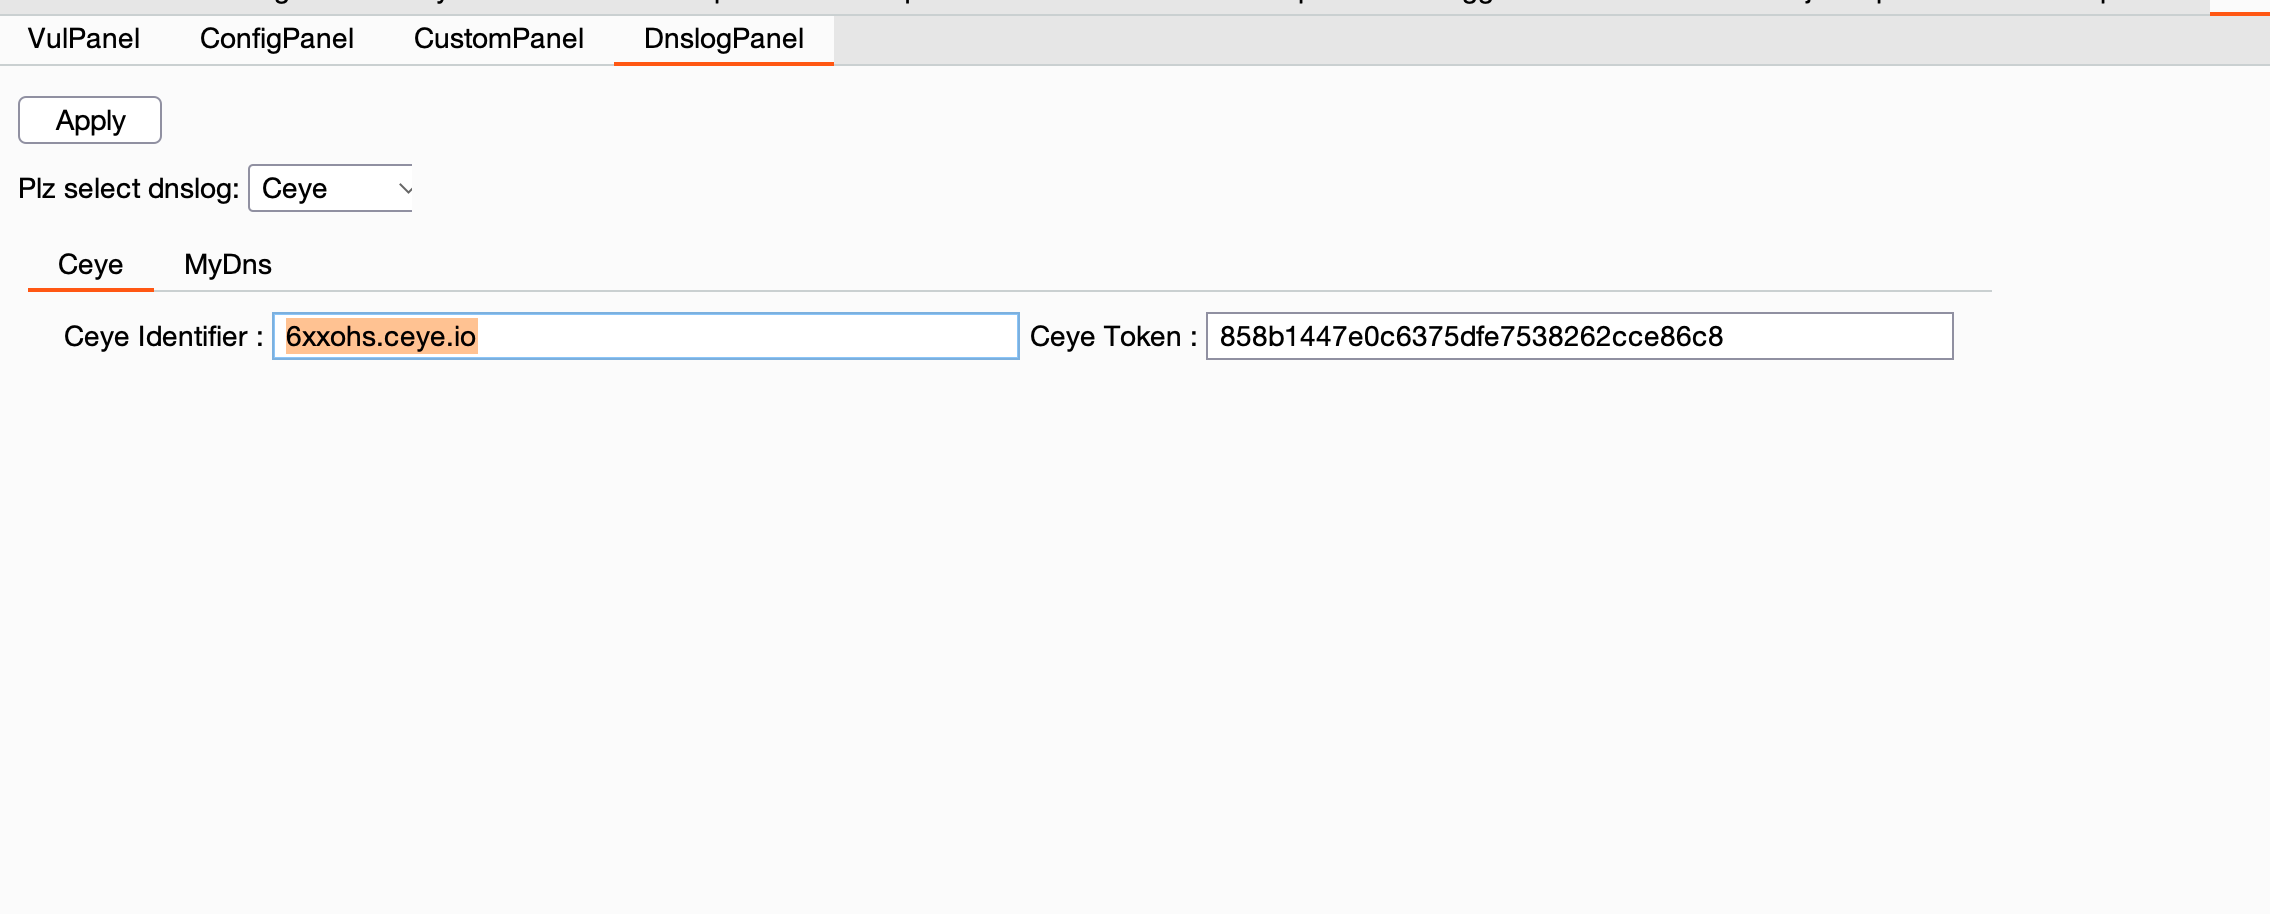 VulPanel ConfigPanel CustomPanel DnslogPanel
Apply
Plz select dnslog: Ceye
Ceye MyDns
Ceye Identifier : 6xxohs.ceye.io Ceye Token : 858b1447e0c6375dfe7538262cce86c8